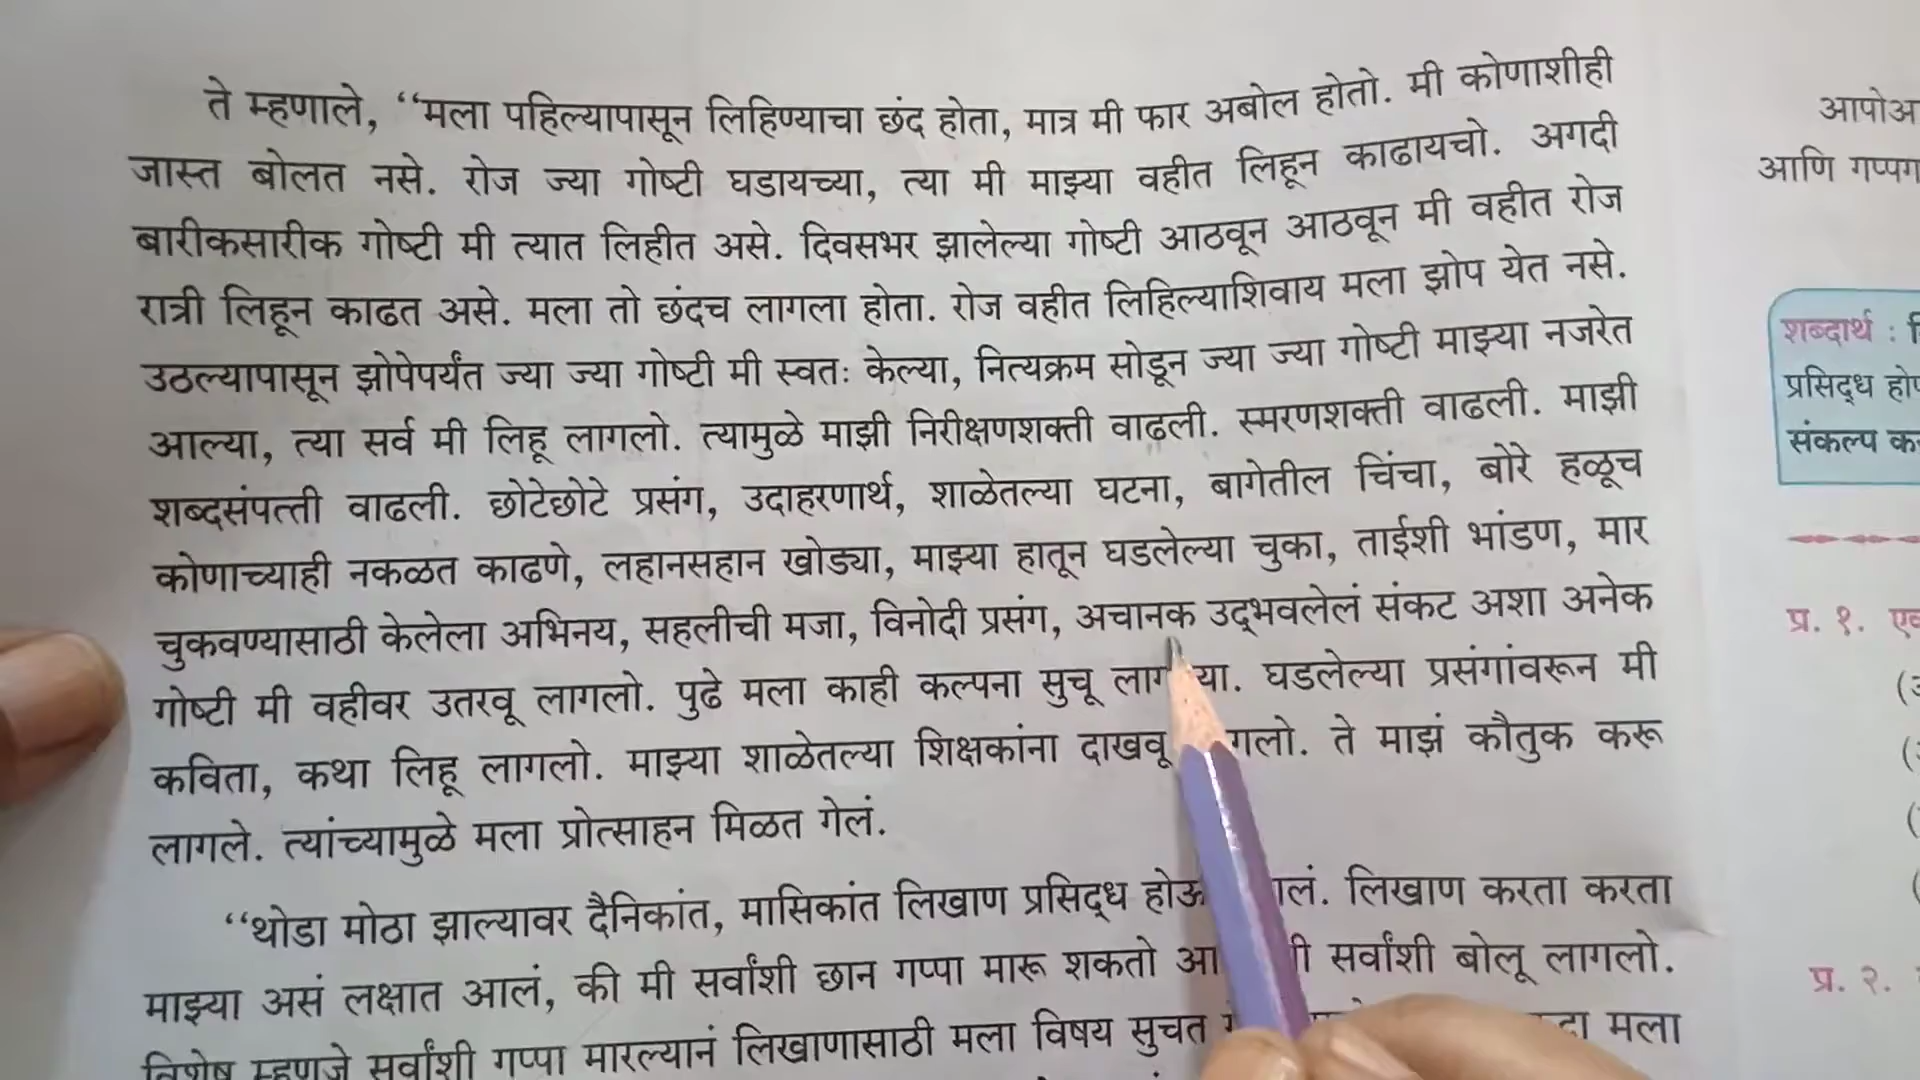 ते म्हणाले, ‘‘मला पहिल्यापासून लिहिण्याचा छंद होता, मात्र मी फार अबोल होतो. मी कोणाशीही
जास्त बोलत नसे. रोज ज्या गोष्टी घडायच्या, त्या मी माझ्या वहीत लिहून काढायचो. अगदी
बारीकसारीक गोष्टी मी त्यात लिहीत असे. दिवसभर झालेल्या गोष्टी आठवून आठवून मी वहीत रोज
रात्री लिहून काढत असे. मला तो छंदच लागला होता. रोज वहीत लिहिल्याशिवाय मला झोप येत नसे.
उठल्यापासून झोपेपर्यंत ज्या ज्या गोष्टी मी स्वतः केल्या, नित्यक्रम सोडून ज्या ज्या गोष्टी माझ्या नजरेत
आल्या, त्या सर्व मी लिहू लागलो. त्यामुळे माझी निरीक्षणशक्ती वाढली. स्मरणशक्ती वाढली. माझी
शब्दसंपत्ती वाढली. छोटेछोटे प्रसंग, उदाहरणार्थ, शाळेतल्या घटना, बागेतील चिंचा, बोरे हळूच
कोणाच्याही नकळत काढणे, लहानसहान खोड्या, माझ्या हातून घडलेल्या चुका, ताईशी भांडण, मार
चुकवण्यासाठी केलेला अभिनय, सहलीची मजा, विनोदी प्रसंग, अचानक उद्‌भवलेलं संकट अशा अनेक
गोष्टी मी वहीवर उतरवू लागलो. पुढे मला काही कल्पना सुचू घडलेल्या प्रसंगांवरून मी
कविता, कथा लिहू लागलो. माझ्या शाळेतल्या शिक्षकांना दाखवू ते माझं कौतुक करू
लागले. त्यांच्यामुळे मला प्रोत्साहन मिळत गेलं.
‘‘थोडा मोठा झाल्यावर दैनिकांत, मासिकांत लिखाण प्रसिद्ध लिखाण करता करता
माझ्या असं लक्षात आलं, की मी सर्वांशी छान गप्पा मारू शकतो सर्वांशी बोलू लागलो.
विशेष म्हणजे सर्वांशी गप्पा मारल्यानं लिखाणासाठी मला विषय सुचत मला
आणि
शब्दार्थ :
प्रसिद्ध
संकल्प
प्र. १.
प्र. २.